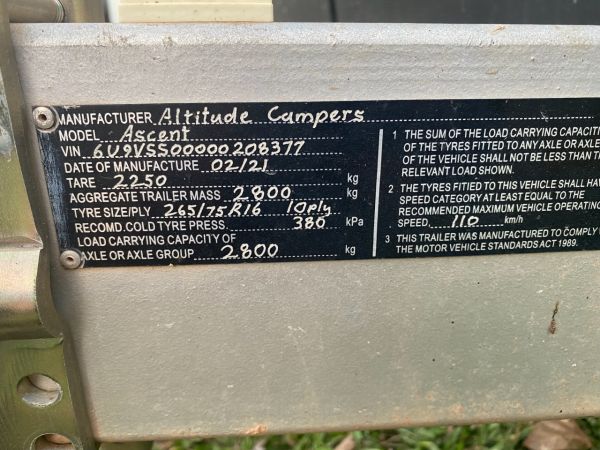 MANUFACTURER Altitude Campers
MODEL Ascent
VIN 6U9VSS00000208377
DATE OF MANUFACTURE 02/21
TARE 2250 kg
AGGREGATE TRAILER MASS 2800 kg
TYRE SIZE/PLY 265/75R16 10ply
RECOMD.COLD TYRE PRESS. 380 kPa
LOAD CARRYING CAPACITY OF
AXLE OR AXLE GROUP 2800 kg
1 THE SUM OF THE LOAD CARRYING CAPACITI
OF THE TYRES FITTED TO ANY AXLE OR AXLE
OF THE VEHICLE SHALL NOT BE LESS THAN T
RELEVANT LOAD SHOWN.
2 THE TYRES FITIED TO THIS VEHICLE SHALL HA
SPEED CATEGORY AT LEAST EQUAL TO THE
RECOMMENDED MAXIMUM VEHICLE OPERATING
SPEED. 110 km/h
3 THIS TRAILER WAS MANUFACTURED TO COMPLY
THE MOTOR VEHICLE STANDARDS ACT 1989.